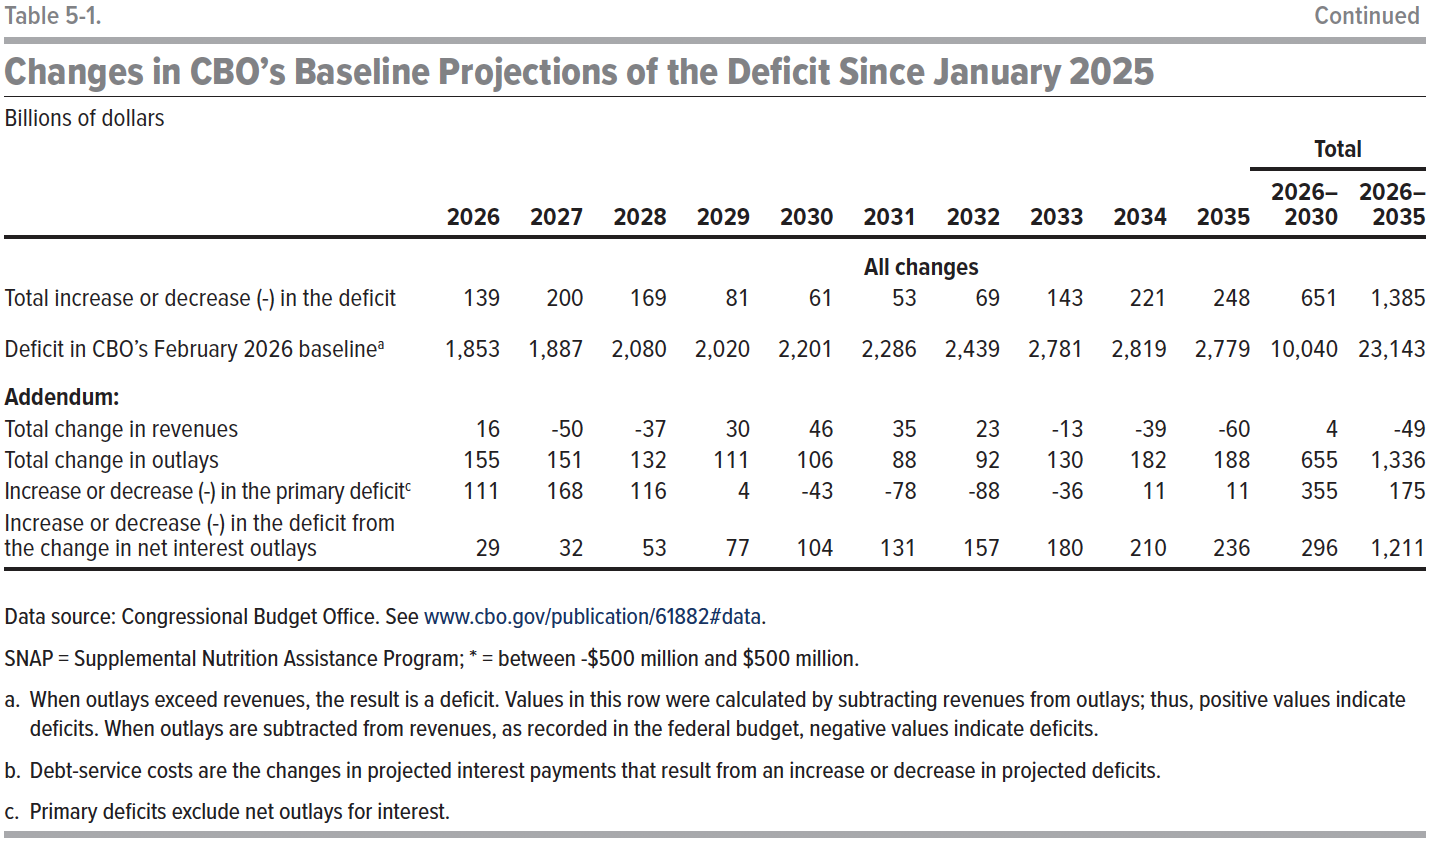 Table 5-1. Continued
Changes in CBO’s Baseline Projections of the Deficit Since January 2025
Billions of dollars
Total
2026– 2026–
2026 2027 2028 2029 2030 2031 2032 2033 2034 2035 2030 2035
All changes
Total increase or decrease (-) in the deficit 139 200 169 81 61 53 69 143 221 248 651 1,385
Deficit in CBO’s February 2026 baselineᵃ 1,853 1,887 2,080 2,020 2,201 2,286 2,439 2,781 2,819 2,779 10,040 23,143
Addendum:
Total change in revenues 16 -50 -37 30 46 35 23 -13 -39 -60 4 -49
Total change in outlays 155 151 132 111 106 88 92 130 182 188 655 1,336
Increase or decrease (-) in the primary deficitᶜ 111 168 116 4 -43 -78 -88 -36 11 11 355 175
Increase or decrease (-) in the deficit from
the change in net interest outlays 29 32 53 77 104 131 157 180 210 236 296 1,211
Data source: Congressional Budget Office. See www.cbo.gov/publication/61882#data.
SNAP = Supplemental Nutrition Assistance Program; * = between -$500 million and $500 million.
a. When outlays exceed revenues, the result is a deficit. Values in this row were calculated by subtracting revenues from outlays; thus, positive values indicate
deficits. When outlays are subtracted from revenues, as recorded in the federal budget, negative values indicate deficits.
b. Debt-service costs are the changes in projected interest payments that result from an increase or decrease in projected deficits.
c. Primary deficits exclude net outlays for interest.